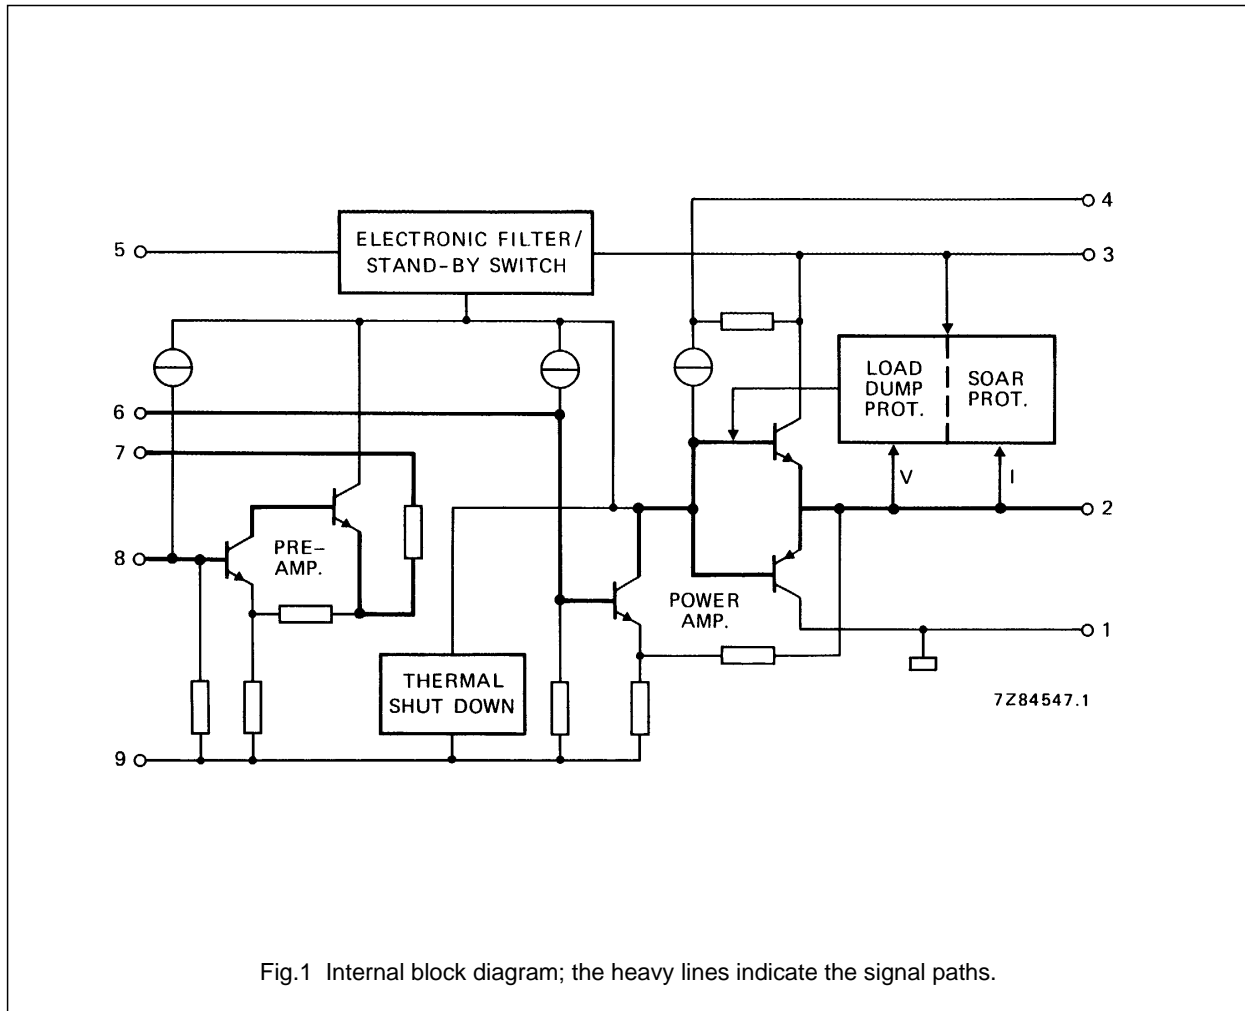 4
ELECTRONIC FILTER/
STAND-BY SWITCH
5
3
LOAD
DUMP
PROT.
SOAR
PROT.
6
7
V
I
2
8
PRE-
AMP.
POWER
AMP.
1
THERMAL
SHUT DOWN
7Z84547.1
9
Fig.1 Internal block diagram; the heavy lines indicate the signal paths.